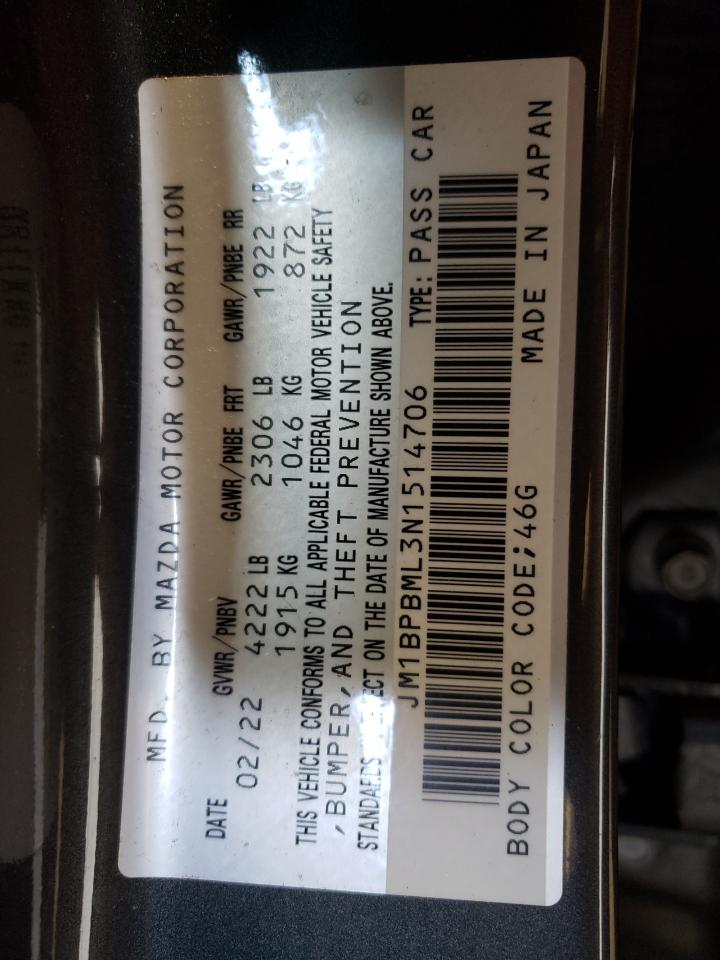 MFD. BY MAZDA MOTOR CORPORATION
DATE GVWR/PNBV GAWR/PNBE FRT GAWR/PNBE RR
02/22 4222 LB 2306 LB 1922 LB
1915 KG 1046 KG 872 KG
THIS VEHICLE CONFORMS TO ALL APPLICABLE FEDERAL MOTOR VEHICLE SAFETY
,BUMPER,AND THEFT PREVENTION
STANDARDS ON THE DATE OF MANUFACTURE SHOWN ABOVE.
JM1BPBML3N1514706 TYPE: PASS CAR
BODY COLOR CODE;46G MADE IN JAPAN